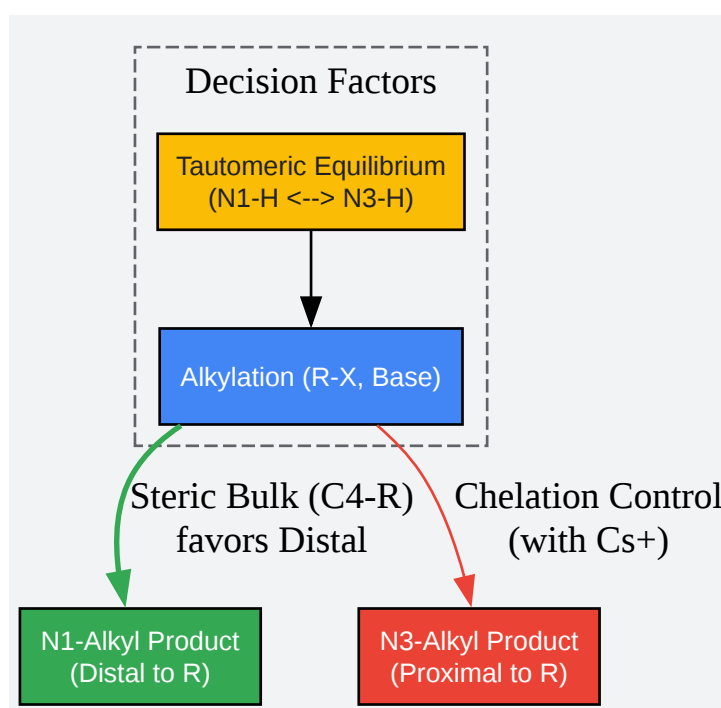 Decision Factors
Tautomeric Equilibrium
(N1-H <--> N3-H)
Alkylation (R-X, Base)
Steric Bulk (C4-R)
favors Distal
Chelation Control
(with Cs+)
N1-Alkyl Product
(Distal to R)
N3-Alkyl Product
(Proximal to R)